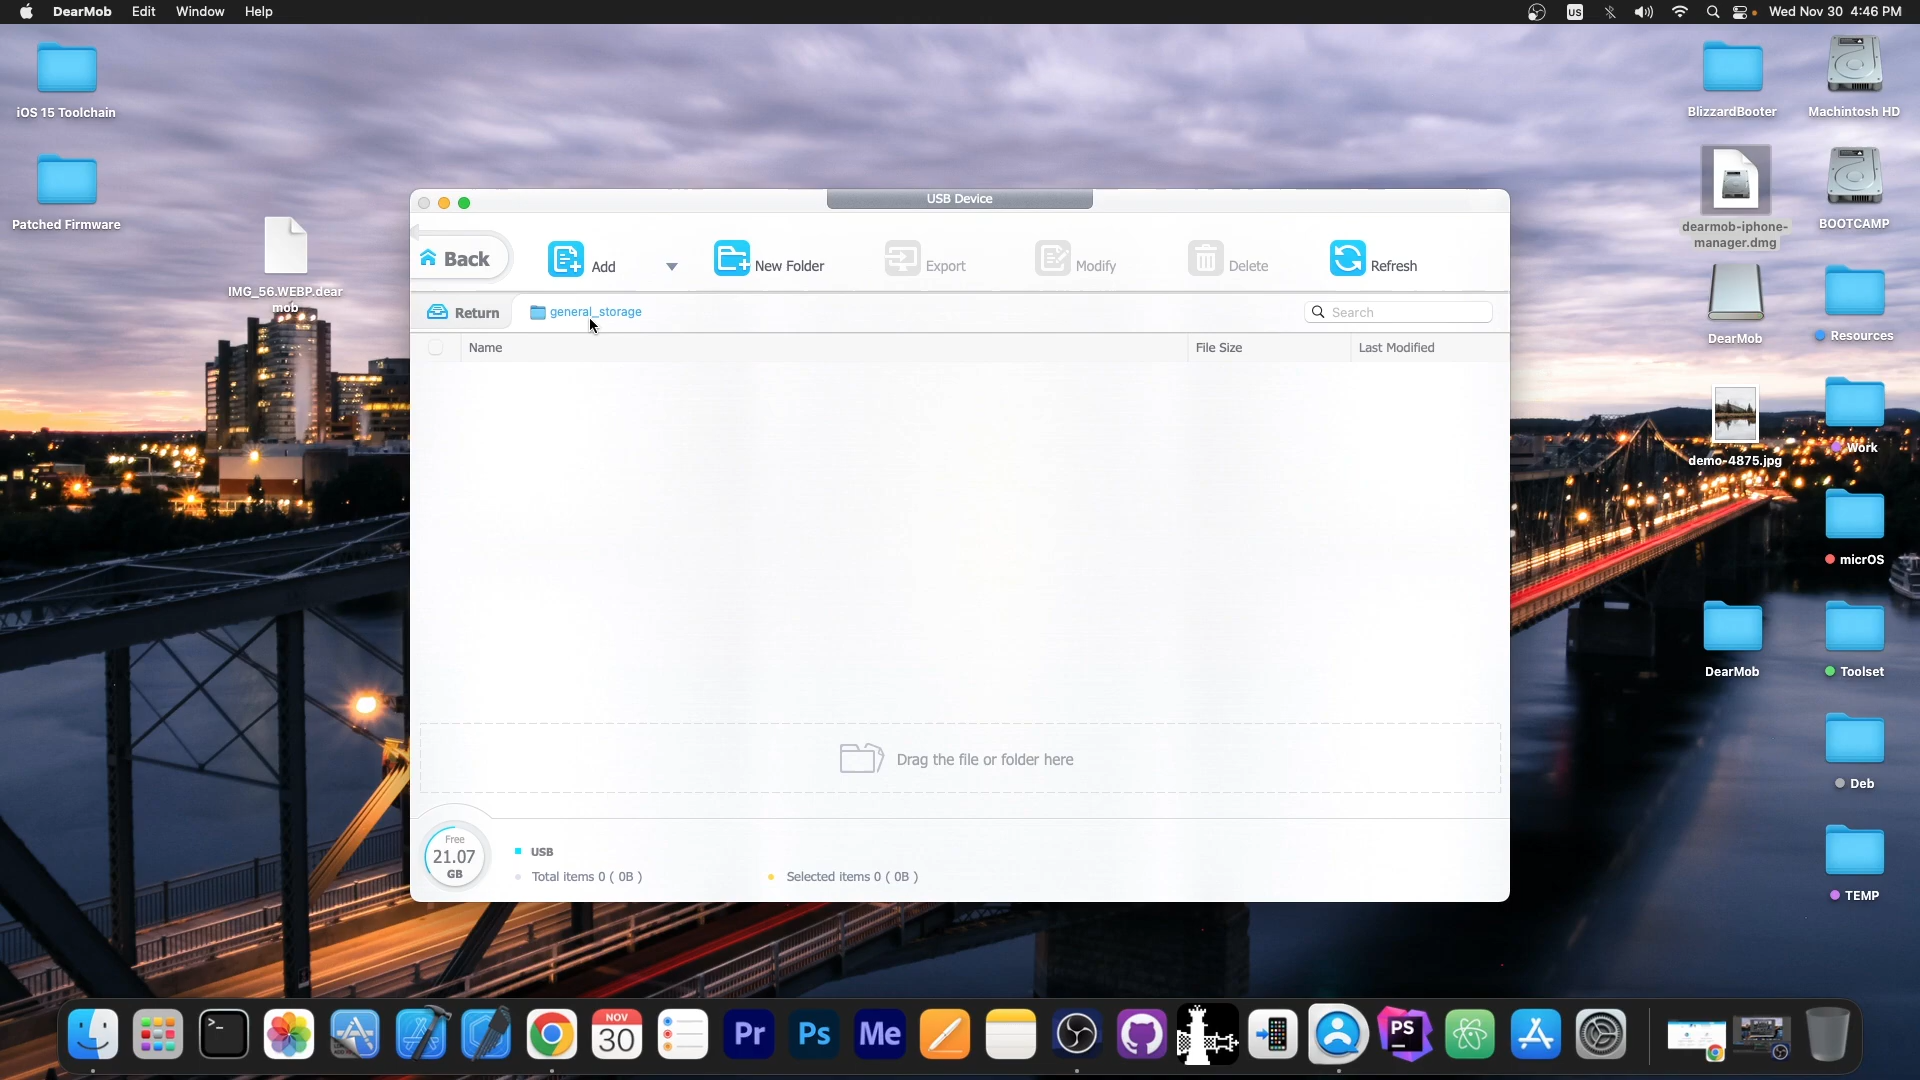 DearMob Edit Window Help
US
Wed Nov 30 4:46 PM
iOS 15 Toolchain
Patched Firmware
IMG_56.WEBP.dear
mob
BlizzardBooter
Machintosh HD
dearmob-iphone-
manager.dmg
BOOTCAMP
DearMob
Resources
demo-4875.jpg
Work
micrOS
DearMob
Toolset
Deb
TEMP
USB Device
Back
Add
New Folder
Export
Modify
Delete
Refresh
Return
general_storage
Search
Name
File Size
Last Modified
Drag the file or folder here
Free
21.07
GB
USB
Total items 0 ( 0B )
Selected items 0 ( 0B )
>_
NOV
30
Pr
Ps
Me
PS